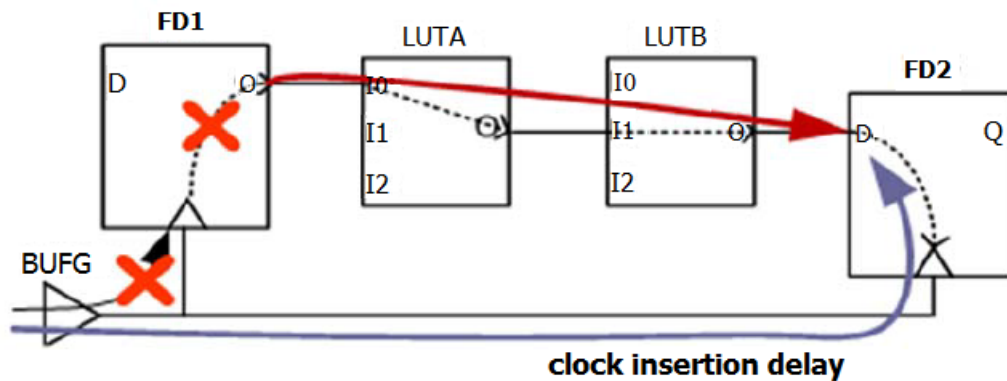 FD1
LUTA
LUTB
FD2
D
O
I0
I1
I2
O
I0
I1
I2
O
D
Q
BUFG
clock insertion delay